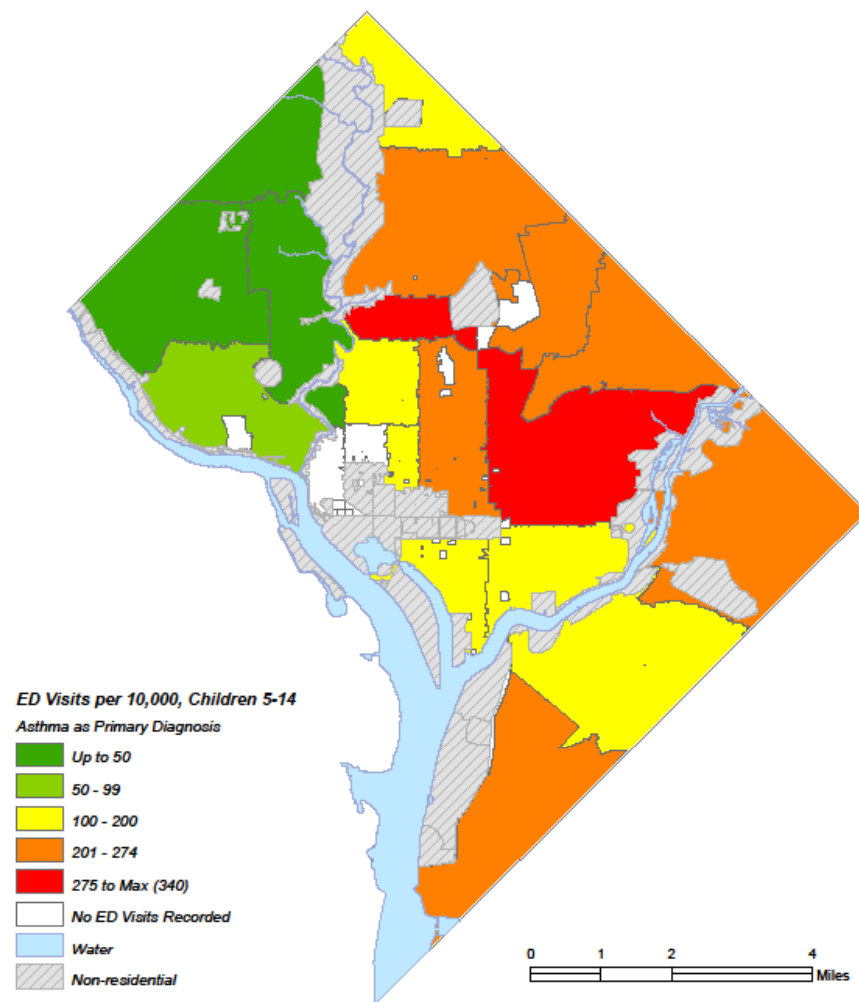 ED Visits per 10,000, Children 5-14
Asthma as Primary Diagnosis
Up to 50
50 - 99
100 - 200
201 - 274
275 to Max (340)
No ED Visits Recorded
Water
Non-residential
0 1 2 4
Miles